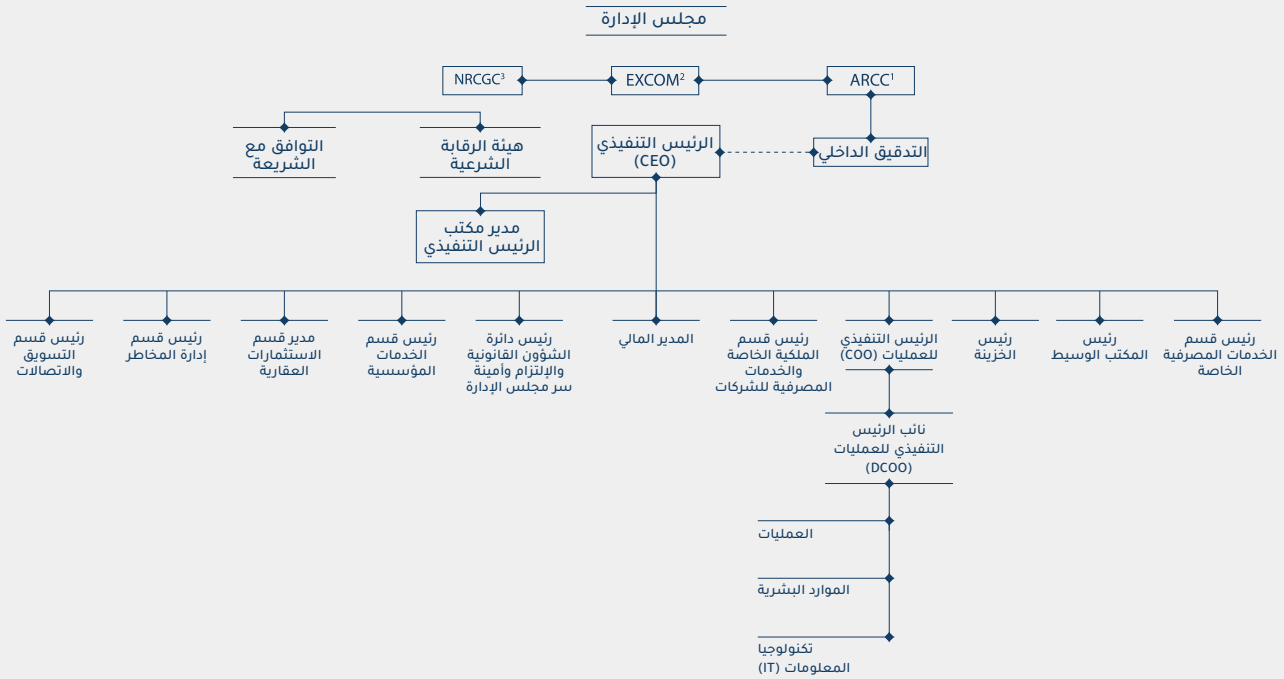 مجلس الإدارة
ARCC¹
EXCOM²
NRCGC³
التدقيق الداخلي
الرئيس التنفيذي
(CEO)
هيئة الرقابة
الشرعية
التوافق مع
الشريعة
مدير مكتب
الرئيس التنفيذي
رئيس قسم
الخدمات المصرفية
الخاصة
رئيس
المكتب الوسيط
رئيس
الخزينة
الرئيس التنفيذي
للعمليات (COO)
رئيس قسم
الملكية الخاصة
والخدمات
المصرفية للشركات
المدير المالي
رئيس دائرة
الشؤون القانونية
والإلتزام وأمينة
سر مجلس الإدارة
رئيس قسم
الخدمات
المؤسسية
مدير قسم
الاستثمارات
العقارية
رئيس قسم
إدارة المخاطر
رئيس قسم
التسويق
والاتصالات
نائب الرئيس
التنفيذي للعمليات
(DCOO)
العمليات
الموارد البشرية
تكنولوجيا
المعلومات (IT)